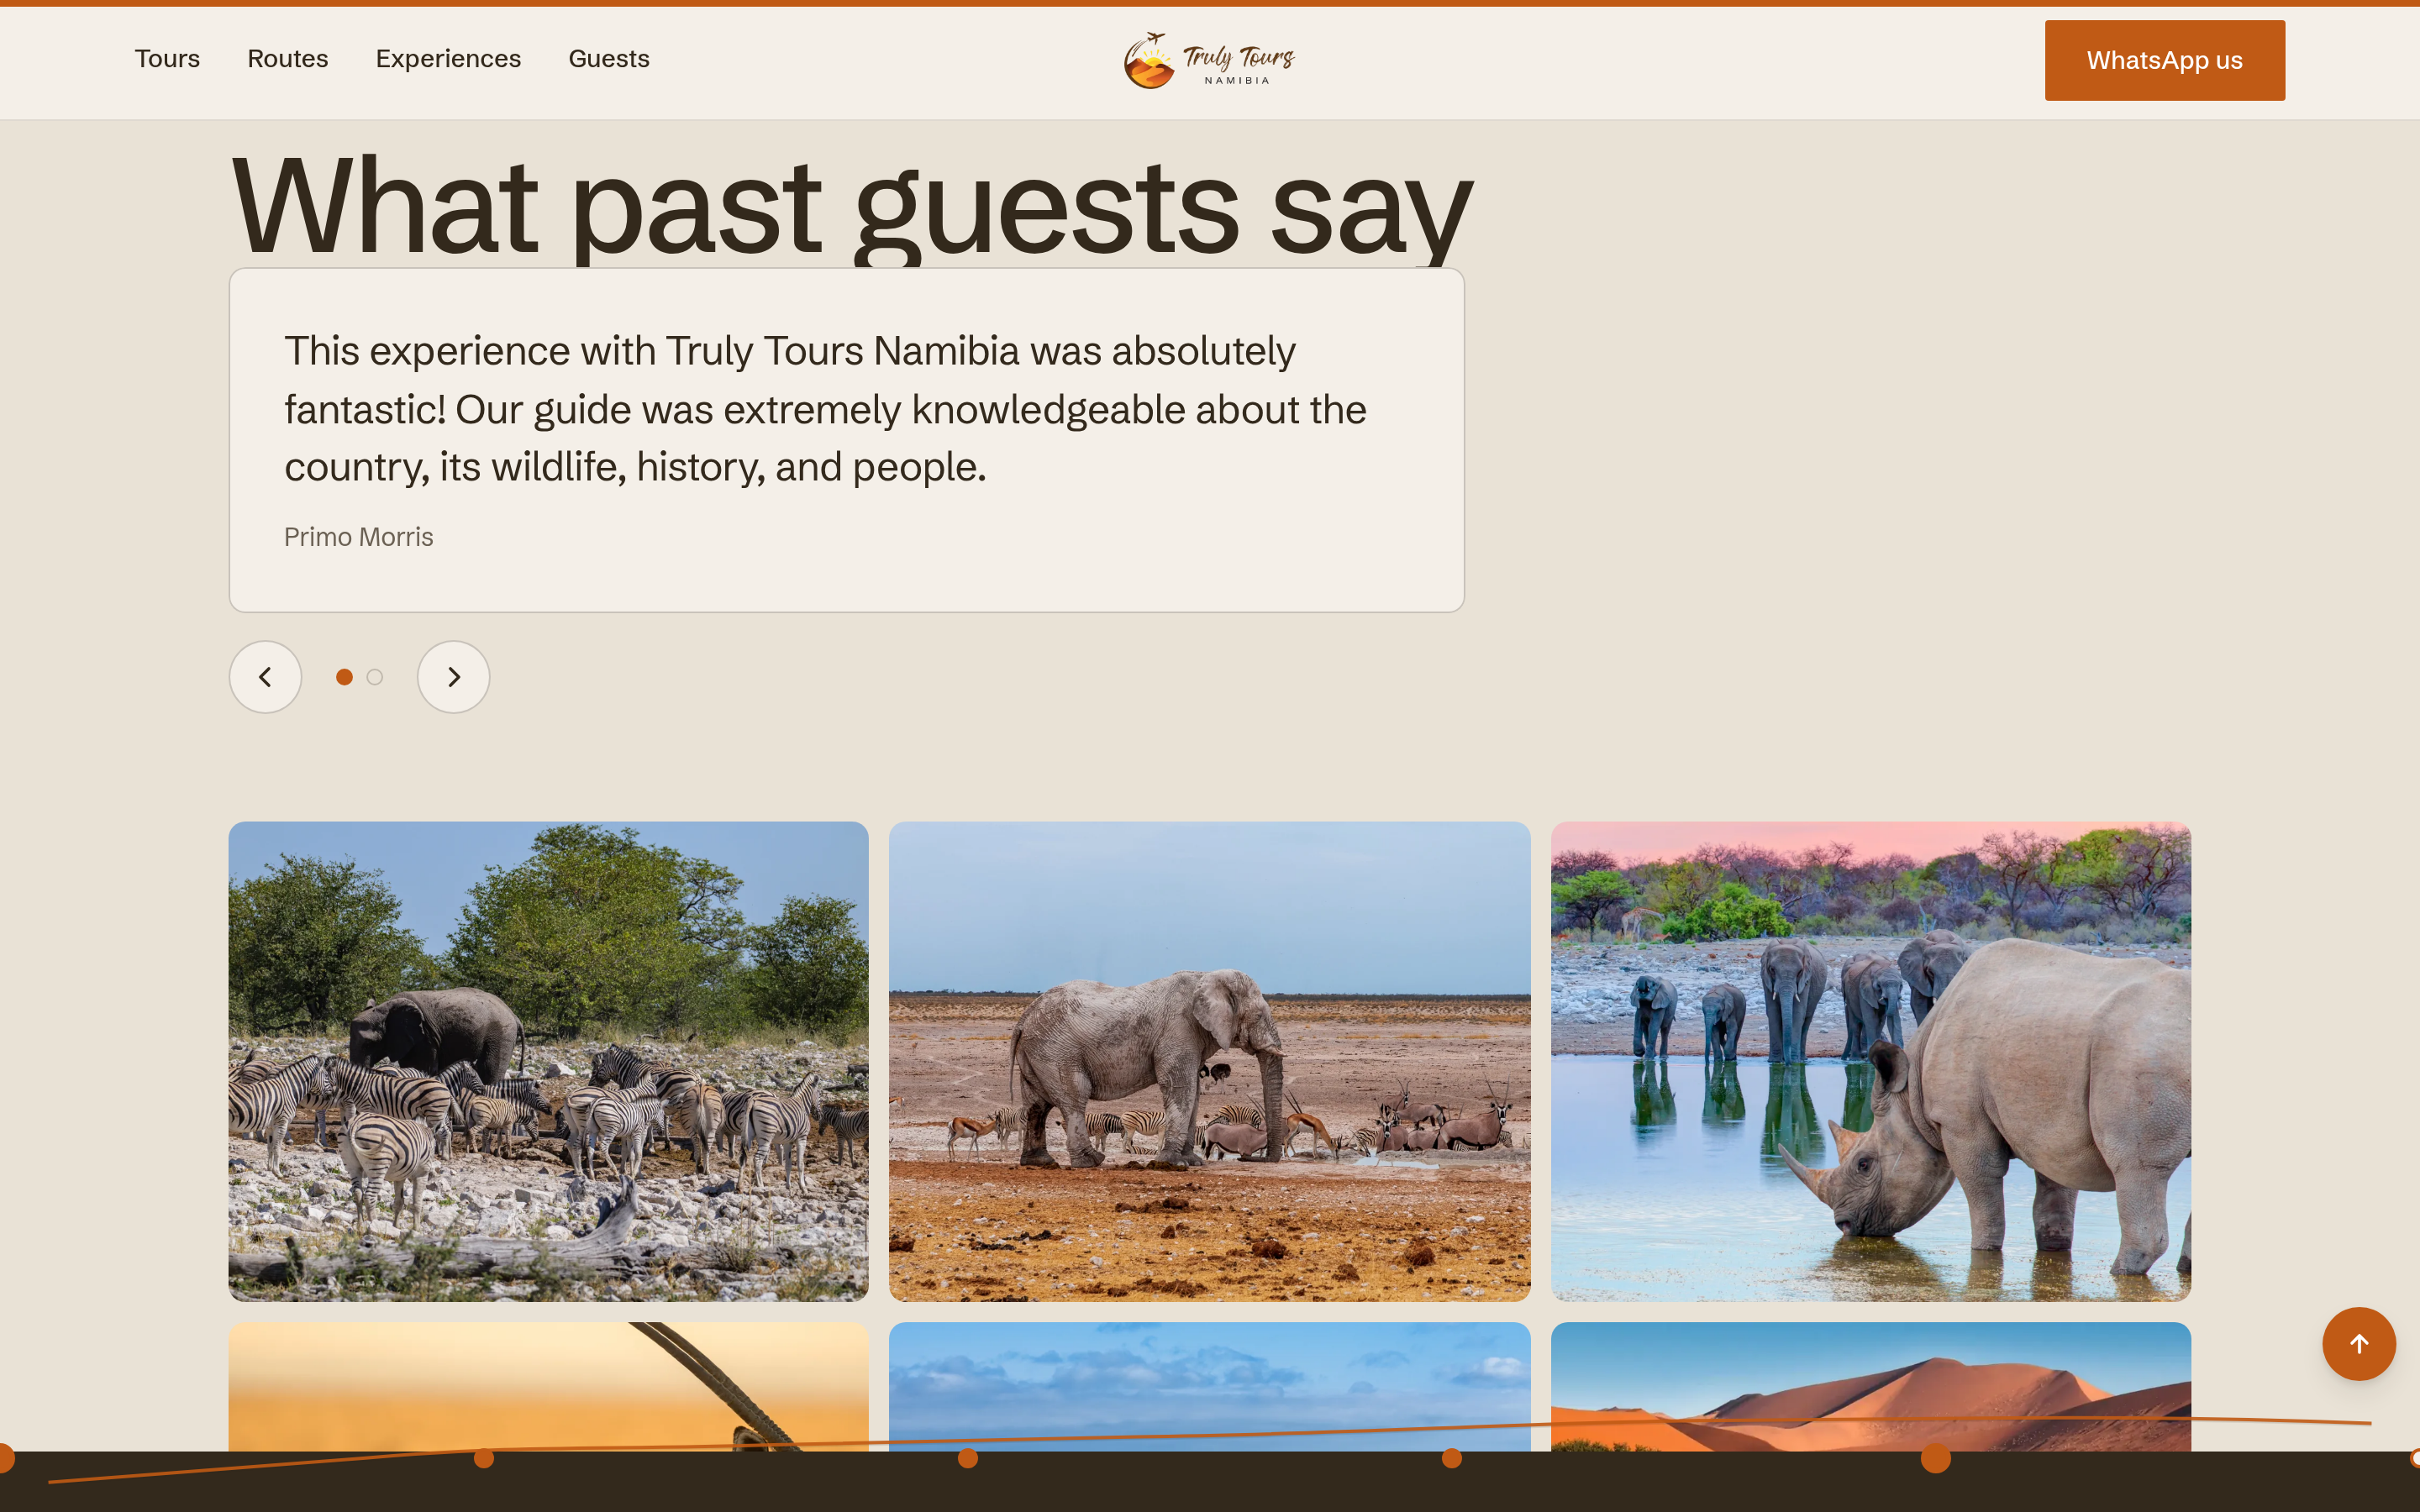 Tours
Routes
Experiences
Guests
Truly Tours
NAMIBIA
WhatsApp us
What past guests say
This experience with Truly Tours Namibia was absolutely
fantastic! Our guide was extremely knowledgeable about the
country, its wildlife, history, and people.
Primo Morris